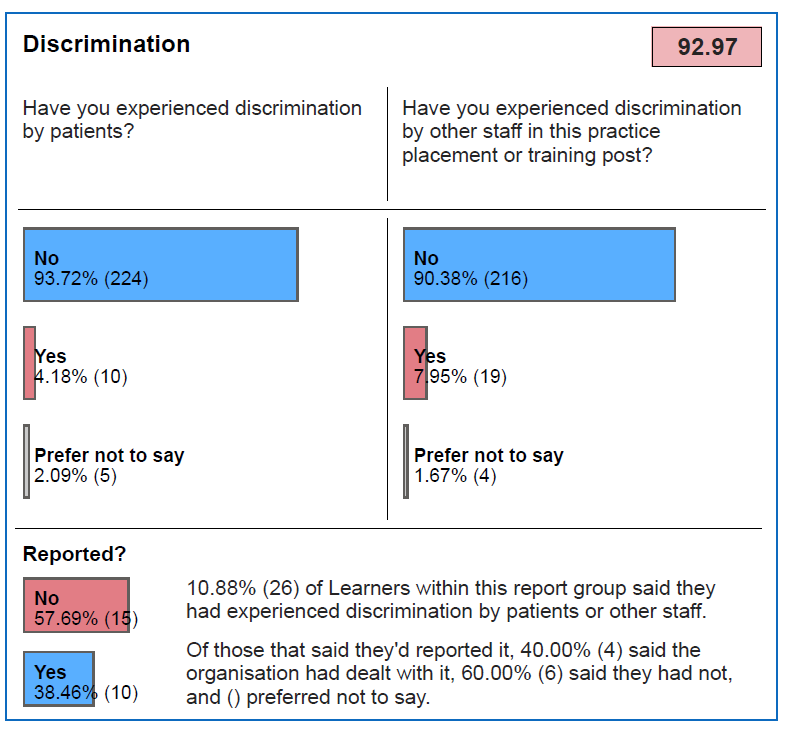 Discrimination
92.97
Have you experienced discrimination
by patients?
Have you experienced discrimination
by other staff in this practice
placement or training post?
No
93.72% (224)
Yes
4.18% (10)
Prefer not to say
2.09% (5)
No
90.38% (216)
Yes
7.95% (19)
Prefer not to say
1.67% (4)
Reported?
No
57.69% (15)
Yes
38.46% (10)
10.88% (26) of Learners within this report group said they
had experienced discrimination by patients or other staff.
Of those that said they'd reported it, 40.00% (4) said the
organisation had dealt with it, 60.00% (6) said they had not,
and () preferred not to say.